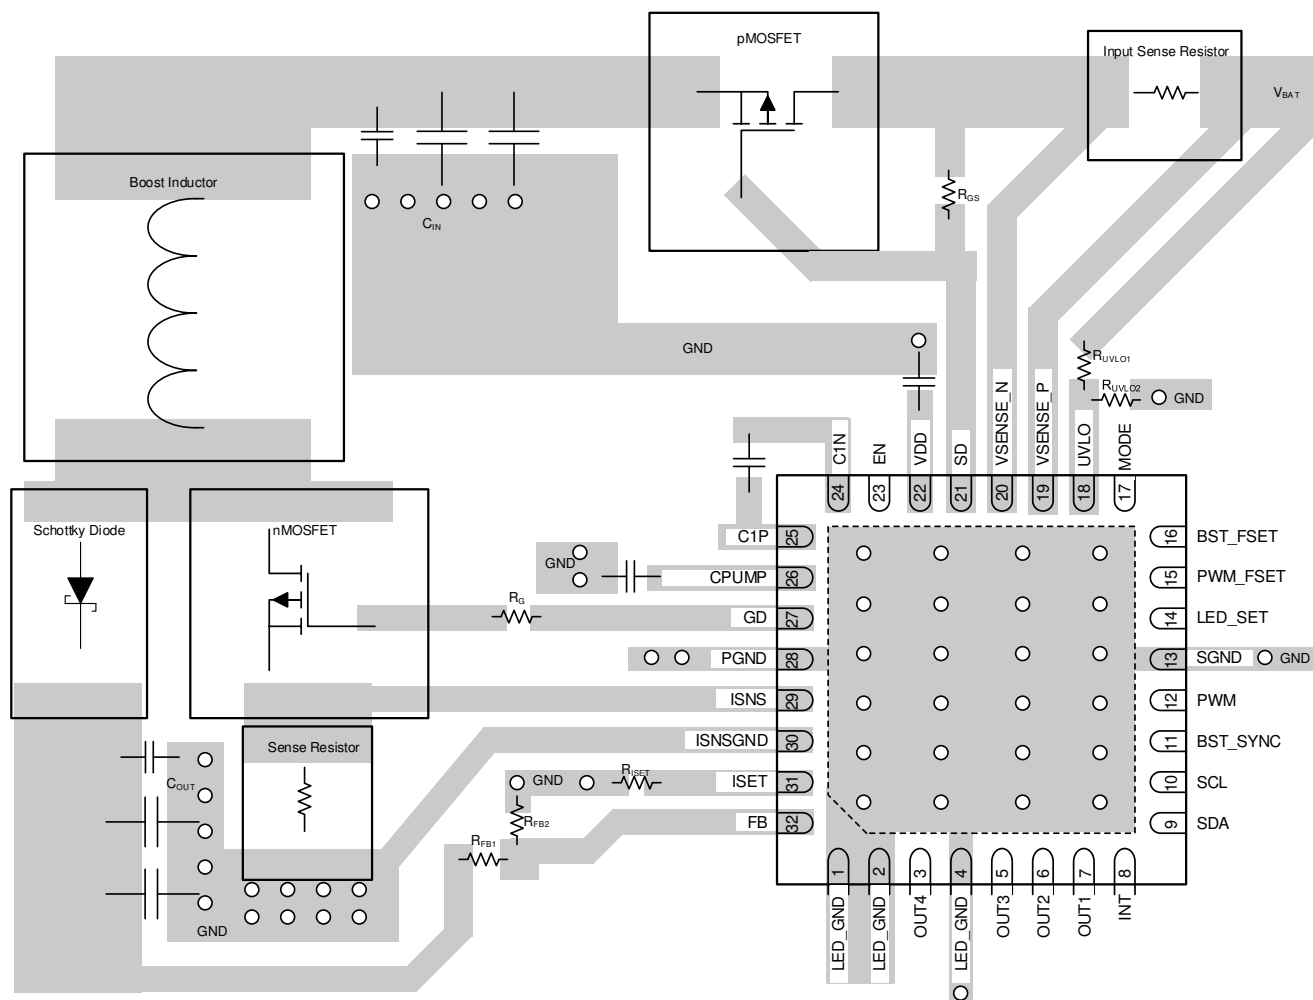 pMOSFET
Input Sense Resistor
VBAT
Boost Inductor
RGS
CIN
GND
RUVLO1
RUVLO2
GND
C1N
EN
VDD
SD
VSENSE_N
VSENSE_P
UVLO
MODE
24
23
22
21
20
19
18
17
Schottky Diode
nMOSFET
C1P
25
16
BST_FSET
GND
CPUMP
26
15
PWM_FSET
RG
GD
27
14
LED_SET
PGND
28
13
SGND
GND
ISNS
29
12
PWM
ISNSGND
30
11
BST_SYNC
Sense Resistor
COUT
GND
RISET
ISET
31
10
SCL
RFB2
FB
32
9
SDA
RFB1
1
2
3
4
5
6
7
8
LED_GND
LED_GND
OUT4
LED_GND
OUT3
OUT2
OUT1
INT
GND